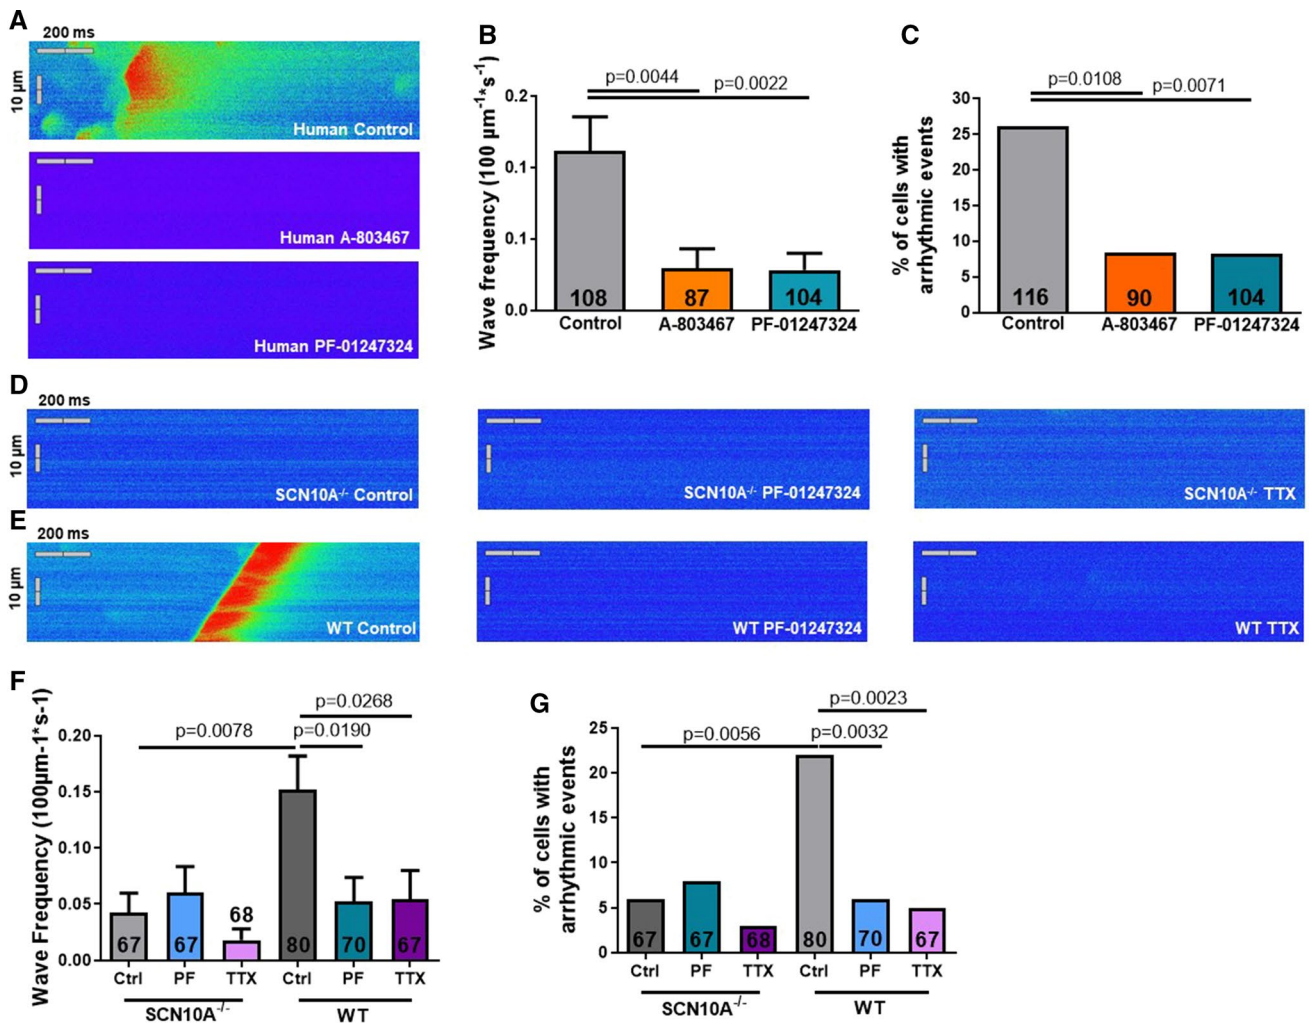 A
200 ms
10 µm
Human Control
Human A-803467
Human PF-01247324
B
Wave frequency (100 µm⁻¹*s⁻¹)
p=0.0044
p=0.0022
0.2
0.1
0.1
0.0
108
87
104
Control
A-803467
PF-01247324
C
% of cells with
arrhythmic events
p=0.0108
p=0.0071
30
25
20
15
10
5
0
116
90
104
Control
A-803467
PF-01247324
D
200 ms
10 µm
SCN10A⁻/⁻ Control
SCN10A⁻/⁻ PF-01247324
SCN10A⁻/⁻ TTX
E
200 ms
10 µm
WT Control
WT PF-01247324
WT TTX
F
Wave Frequency (100µm-1*s-1)
p=0.0268
p=0.0078
p=0.0190
0.20
0.15
0.10
0.05
0.00
67
67
68
80
70
67
Ctrl
PF
TTX
Ctrl
PF
TTX
SCN10A⁻/⁻
WT
G
% of cells with
arrhythmic events
p=0.0023
p=0.0056
p=0.0032
25
20
15
10
5
0
67
67
68
80
70
67
Ctrl
PF
TTX
Ctrl
PF
TTX
SCN10A⁻/⁻
WT